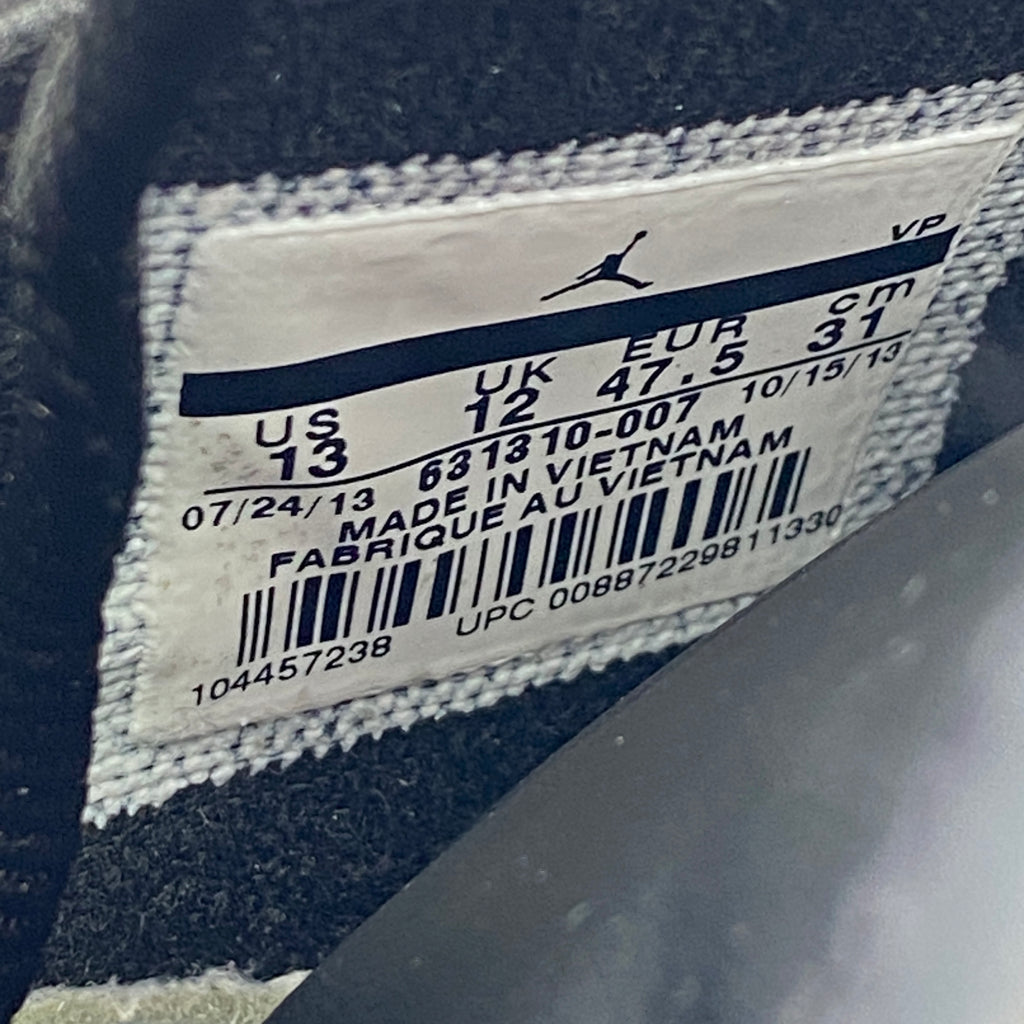 VP
US UK EUR cm
13 12 47.5 31
07/24/13 631310-007 10/15/13
MADE IN VIETNAM
FABRIQUE AU VIETNAM
104457238 UPC 00887229811330